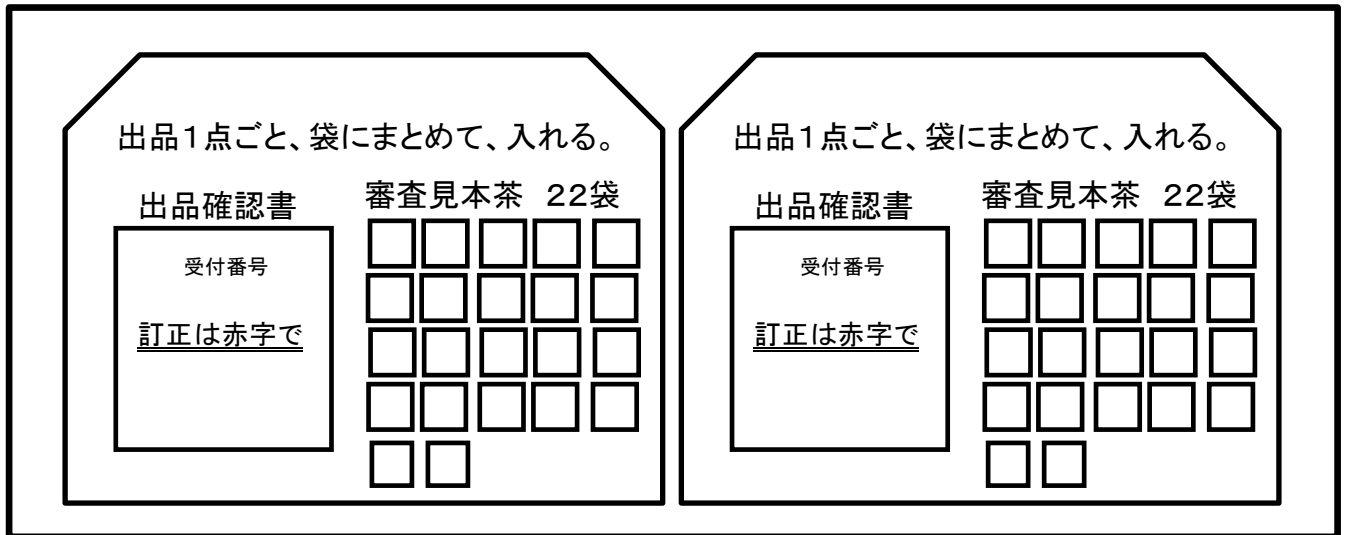 出品１点ごと、袋にまとめて、入れる。
出品確認書
審査見本茶　２２袋
受付番号
訂正は赤字で
出品１点ごと、袋にまとめて、入れる。
出品確認書
審査見本茶　２２袋
受付番号
訂正は赤字で